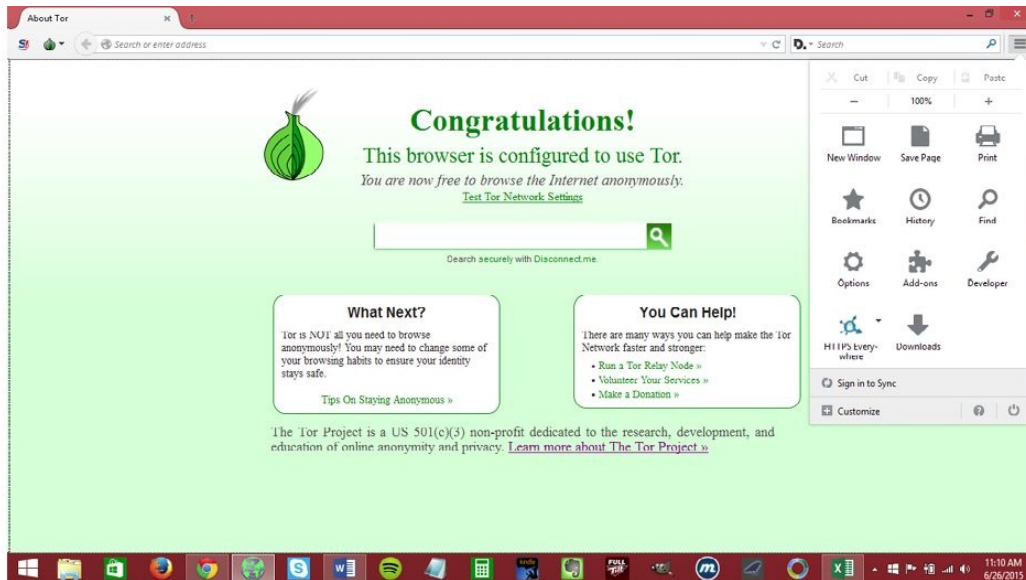 About Tor
Search or enter address
Search
Cut Copy Paste
100%
New Window Save Page Print
Bookmarks History Find
Options Add-ons Developer
HTTPS Every-
where
Downloads
Sign in to Sync
Customize
Congratulations!
This browser is configured to use Tor.
You are now free to browse the Internet anonymously.
Test Tor Network Settings
Search securely with Disconnect.me.
What Next?
Tor is NOT all you need to browse
anonymously! You may need to change some of
your browsing habits to ensure your identity
stays safe.
Tips On Staying Anonymous »
You Can Help!
There are many ways you can help make the Tor
Network faster and stronger:
• Run a Tor Relay Node »
• Volunteer Your Services »
• Make a Donation »
The Tor Project is a US 501(c)(3) non-profit dedicated to the research, development, and
education of online anonymity and privacy. Learn more about The Tor Project »
kindle
FULL
TILT
11:10 AM
6/26/2015